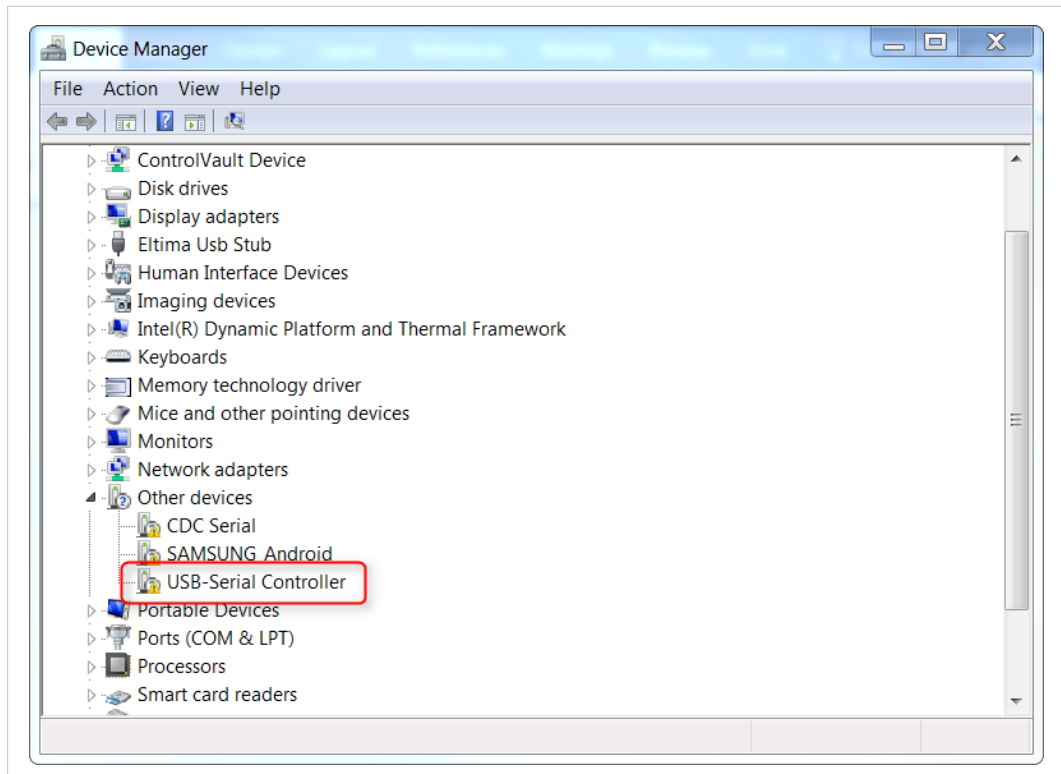 Device Manager
File Action View Help
ControlVault Device
Disk drives
Display adapters
Eltima Usb Stub
Human Interface Devices
Imaging devices
Intel(R) Dynamic Platform and Thermal Framework
Keyboards
Memory technology driver
Mice and other pointing devices
Monitors
Network adapters
Other devices
CDC Serial
SAMSUNG_Android
USB-Serial Controller
Portable Devices
Ports (COM & LPT)
Processors
Smart card readers